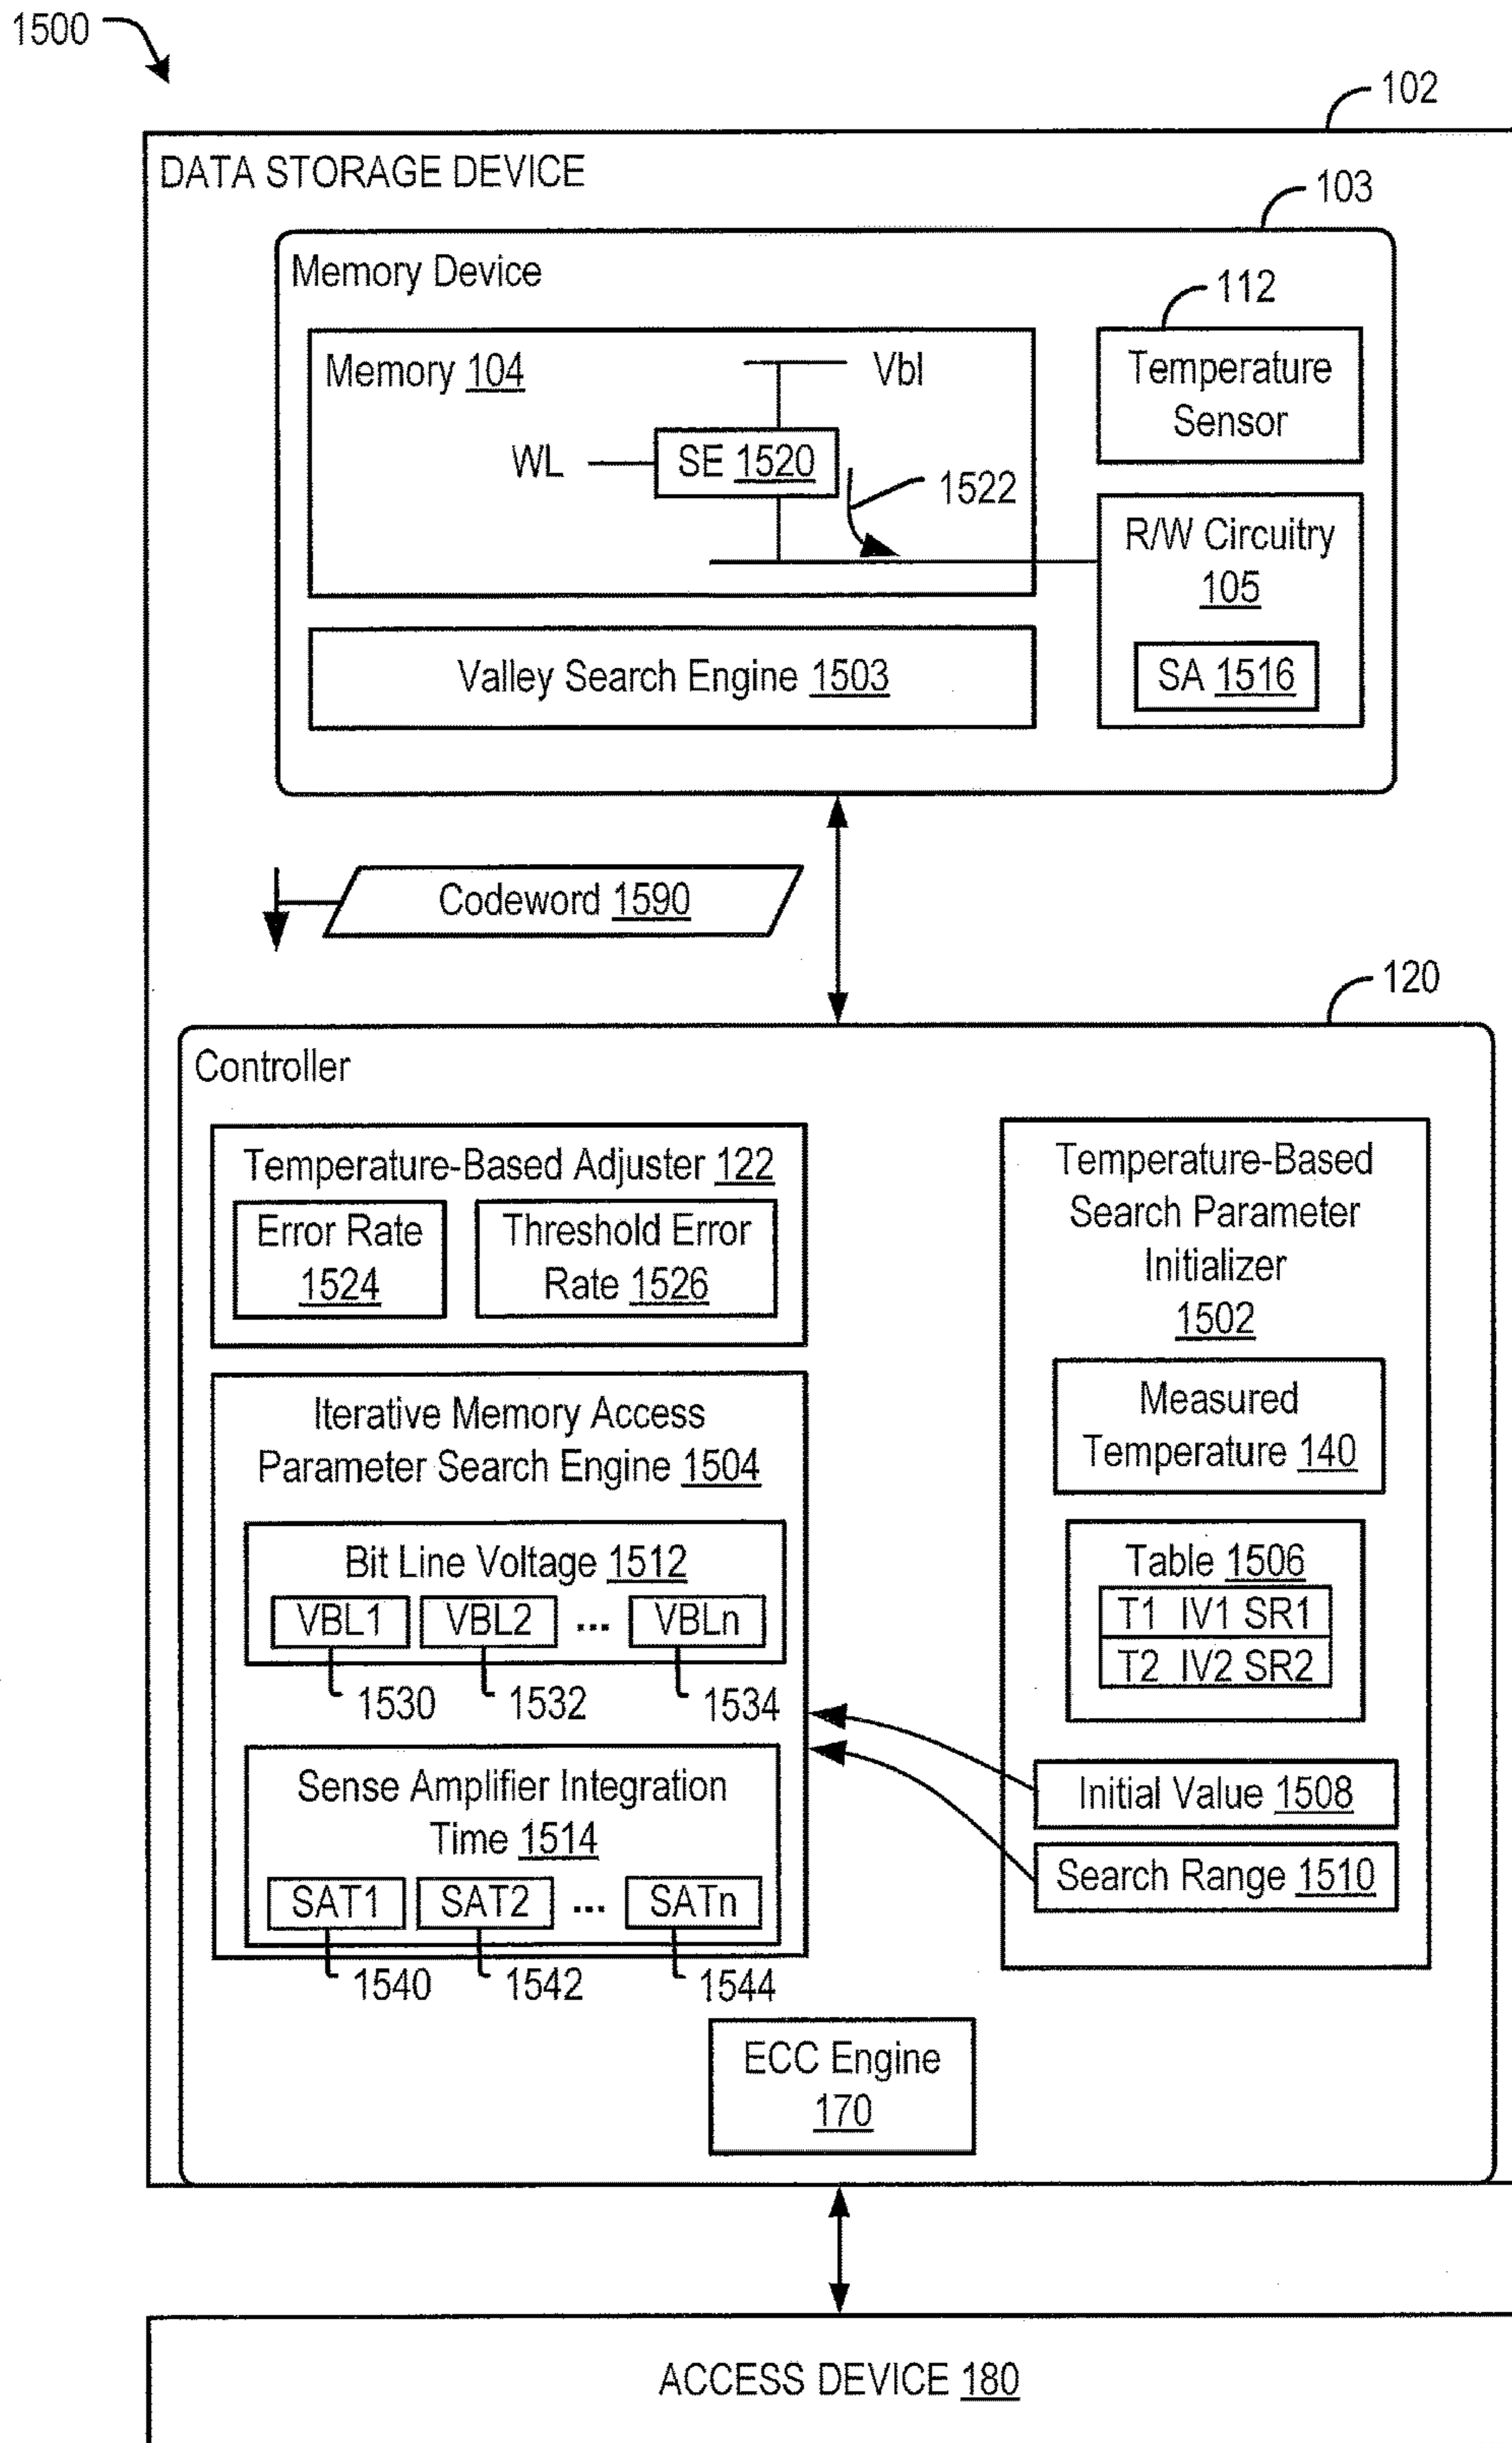 1500
102
DATA STORAGE DEVICE
103
Memory Device
112
Memory 104
Vbl
Temperature
Sensor
WL
SE 1520
1522
R/W Circuitry
105
Valley Search Engine 1503
SA 1516
Codeword 1590
120
Controller
Temperature-Based Adjuster 122
Error Rate
1524
Threshold Error
Rate 1526
Temperature-Based
Search Parameter
Initializer
1502
Measured
Temperature 140
Iterative Memory Access
Parameter Search Engine 1504
Bit Line Voltage 1512
VBL1 VBL2 ... VBLn
1530 1532 1534
Table 1506
T1 IV1 SR1
T2 IV2 SR2
Sense Amplifier Integration
Time 1514
SAT1 SAT2 ... SATn
1540 1542 1544
Initial Value 1508
Search Range 1510
ECC Engine
170
ACCESS DEVICE 180